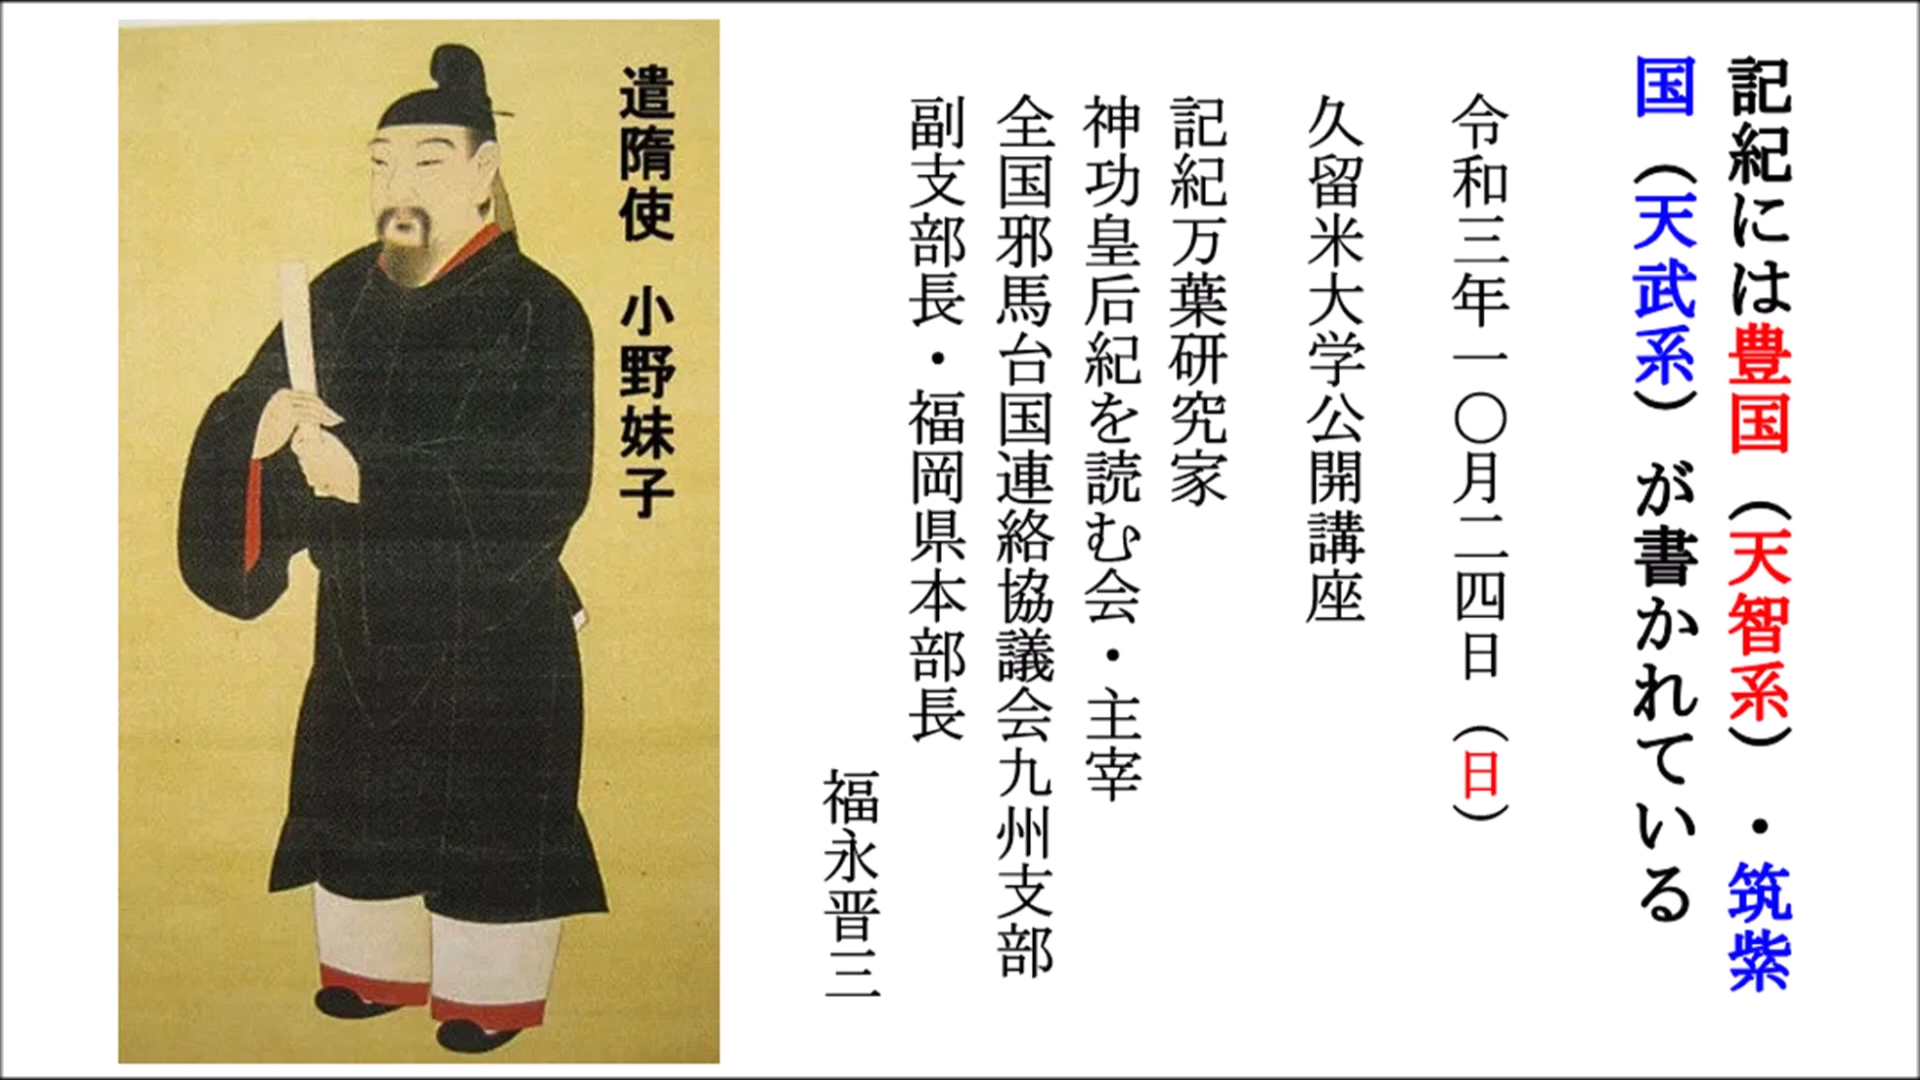 記紀には豊国（天智系）・筑紫
国（天武系）が書かれている
令和三年一〇月二四日（日）
久留米大学公開講座
記紀万葉研究家
神功皇后紀を読む会・主宰
全国邪馬台国連絡協議会九州支部
副支部長・福岡県本部長
福永晋三
遣隋使 小野妹子